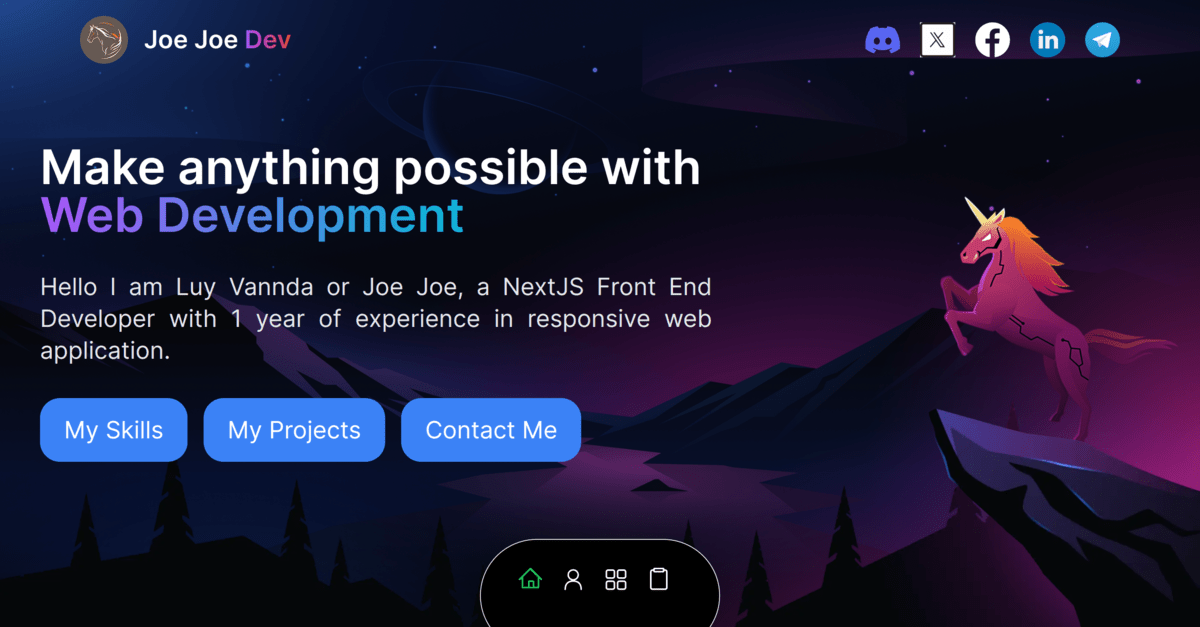 Joe Joe Dev
Make anything possible with
Web Development
Hello I am Luy Vannda or Joe Joe, a NextJS Front End
Developer with 1 year of experience in responsive web
application.
My Skills
My Projects
Contact Me